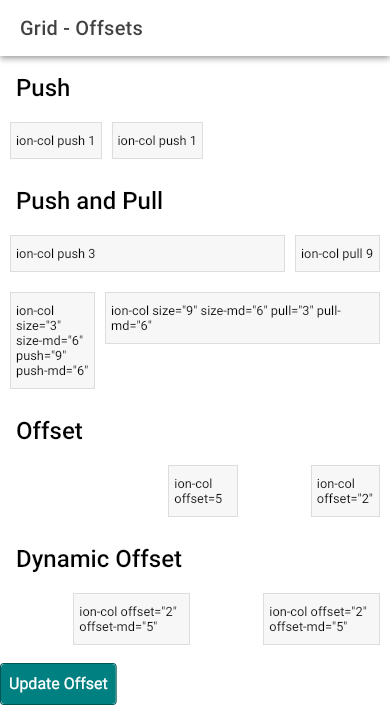 Grid - Offsets
Push
ion-col push 1
ion-col push 1
Push and Pull
ion-col push 3
ion-col pull 9
ion-col
size="3"
size-md="6"
push="9"
push-md="6"
ion-col size="9" size-md="6" pull="3" pull-
md="6"
Offset
ion-col
offset=5
ion-col
offset="2"
Dynamic Offset
ion-col offset="2"
offset-md="5"
ion-col offset="2"
offset-md="5"
Update Offset